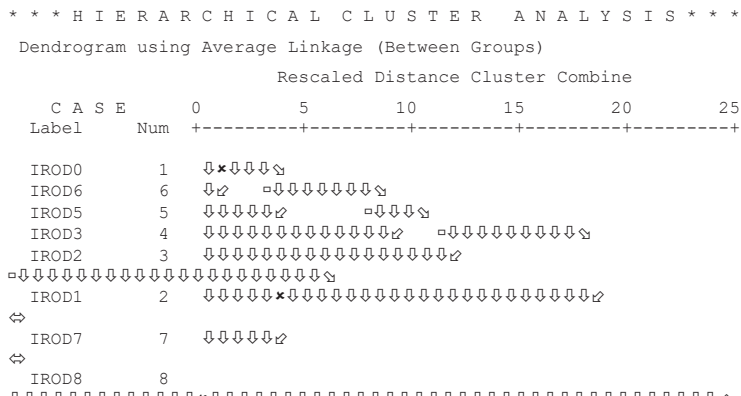 * * * H I E R A R C H I C A L C L U S T E R A N A L Y S I S * * *
Dendrogram using Average Linkage (Between Groups)
Rescaled Distance Cluster Combine
C A S E 0 5 10 15 20 25
Label Num +---------+---------+---------+---------+---------+
IROD0 1 ⇩×⇩⇩⇩⬂
IROD6 6 ⇩⬃ ▫⇩⇩⇩⇩⇩⇩⇩⬂
IROD5 5 ⇩⇩⇩⇩⇩⬃ ▫⇩⇩⇩⬂
IROD3 4 ⇩⇩⇩⇩⇩⇩⇩⇩⇩⇩⇩⇩⇩⬃ ▫⇩⇩⇩⇩⇩⇩⇩⇩⇩⬂
IROD2 3 ⇩⇩⇩⇩⇩⇩⇩⇩⇩⇩⇩⇩⇩⇩⇩⇩⇩⬃
▫⇩⇩⇩⇩⇩⇩⇩⇩⇩⇩⇩⇩⇩⇩⇩⇩⇩⇩⇩⇩⇩⬂
IROD1 2 ⇩⇩⇩⇩⇩×⇩⇩⇩⇩⇩⇩⇩⇩⇩⇩⇩⇩⇩⇩⇩⇩⇩⇩⇩⇩⇩⬃
⇔
IROD7 7 ⇩⇩⇩⇩⇩⬃
⇔
IROD8 8